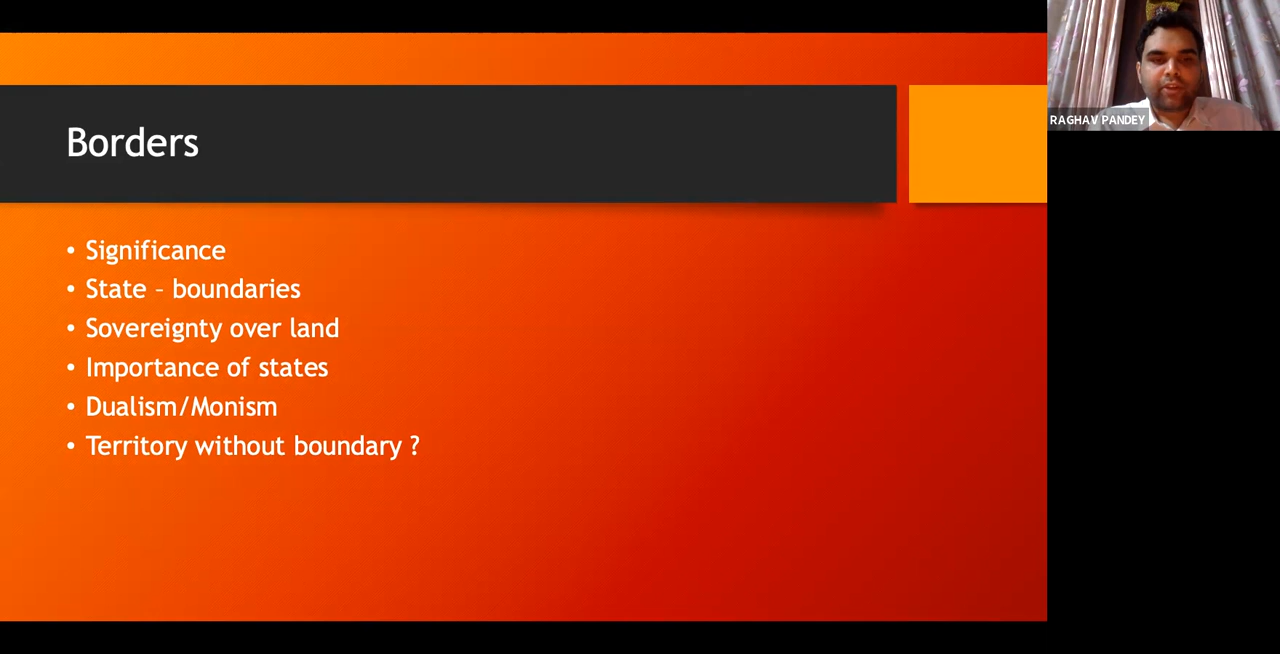 Borders
• Significance
• State – boundaries
• Sovereignty over land
• Importance of states
• Dualism/Monism
• Territory without boundary ?
RAGHAV PANDEY